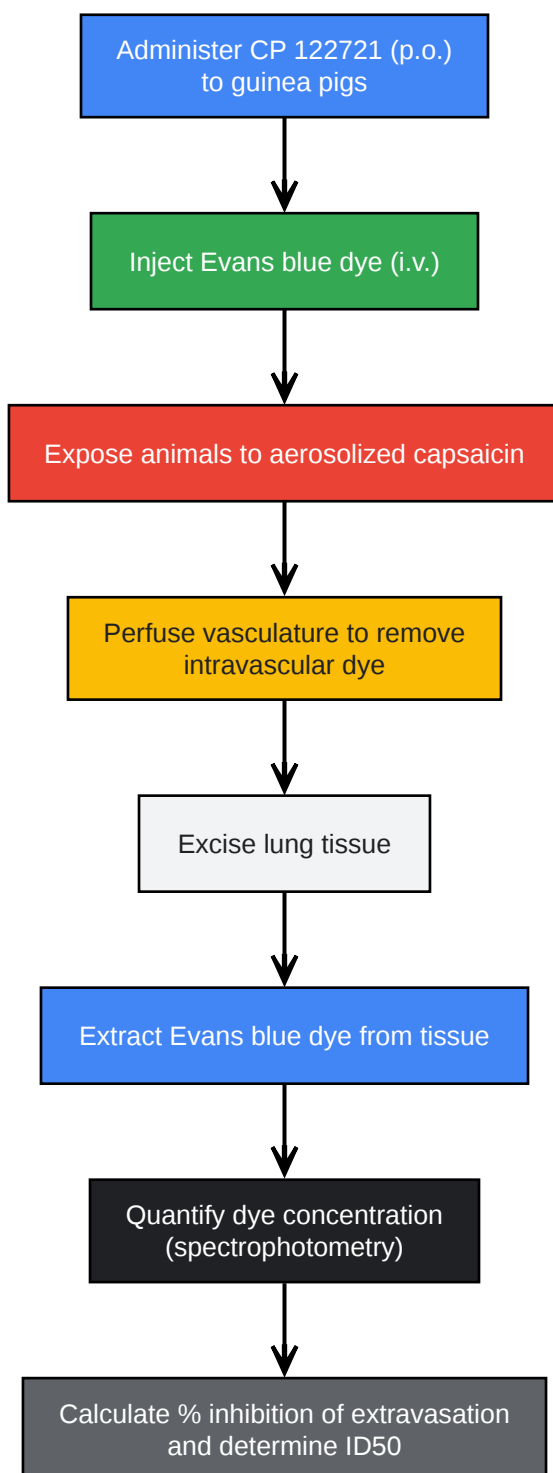 Administer CP 122721 (p.o.)
to guinea pigs
Inject Evans blue dye (i.v.)
Expose animals to aerosolized capsaicin
Perfuse vasculature to remove
intravascular dye
Excise lung tissue
Extract Evans blue dye from tissue
Quantify dye concentration
(spectrophotometry)
Calculate % inhibition of extravasation
and determine ID50